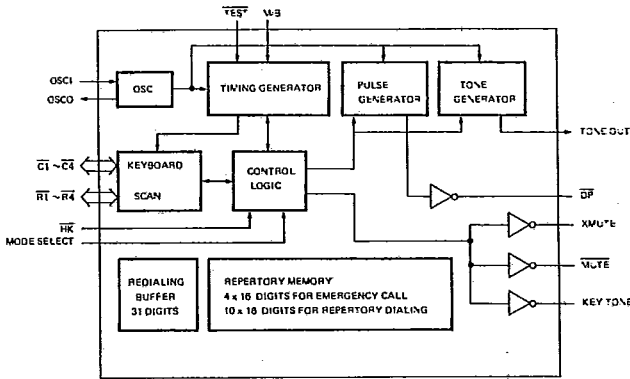 TEST M/B
OSCI
OSCO
OSC
TIMING GENERATOR
PULSE
GENERATOR
TONE
GENERATOR
TONE OUT
C1 ~ C4
R1 ~ R4
KEYBOARD
SCAN
CONTROL
LOGIC
DP
HK
MODE SELECT
XMUTE
MUTE
KEY TONE
REDIALING
BUFFER
31 DIGITS
REPERTORY MEMORY
4 x 16 DIGITS FOR EMERGENCY CALL
10 x 16 DIGITS FOR REPERTORY DIALING